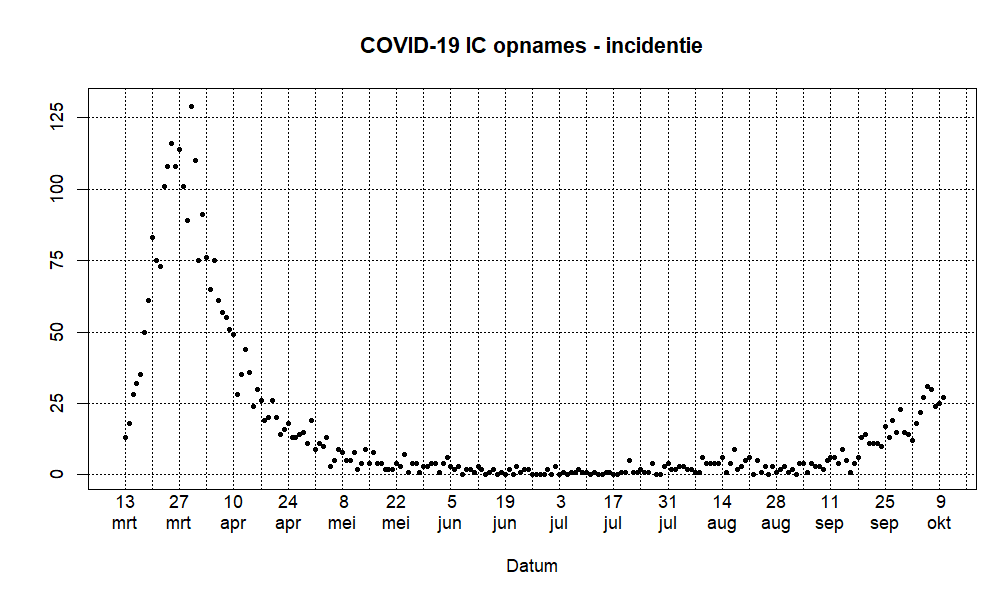 COVID-19 IC opnames - incidentie
125
100
75
50
25
0
13 27 10 24 8 22 5 19 3 17 31 14 28 11 25 9
mrt mrt apr apr mei mei jun jun jul jul jul aug aug sep sep okt
Datum